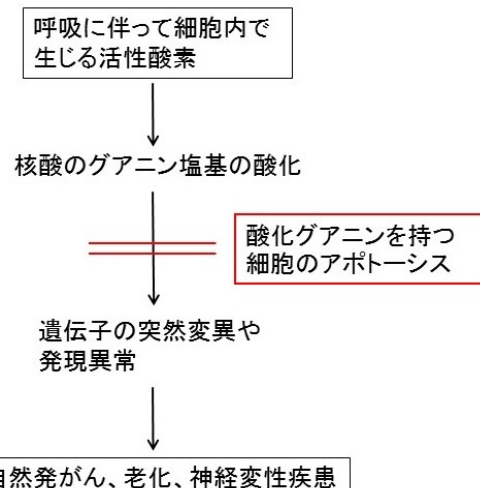 呼吸に伴って細胞内で
生じる活性酸素
核酸のグアニン塩基の酸化
酸化グアニンを持つ
細胞のアポトーシス
遺伝子の突然変異や
発現異常
自然発がん、老化、神経変性疾患